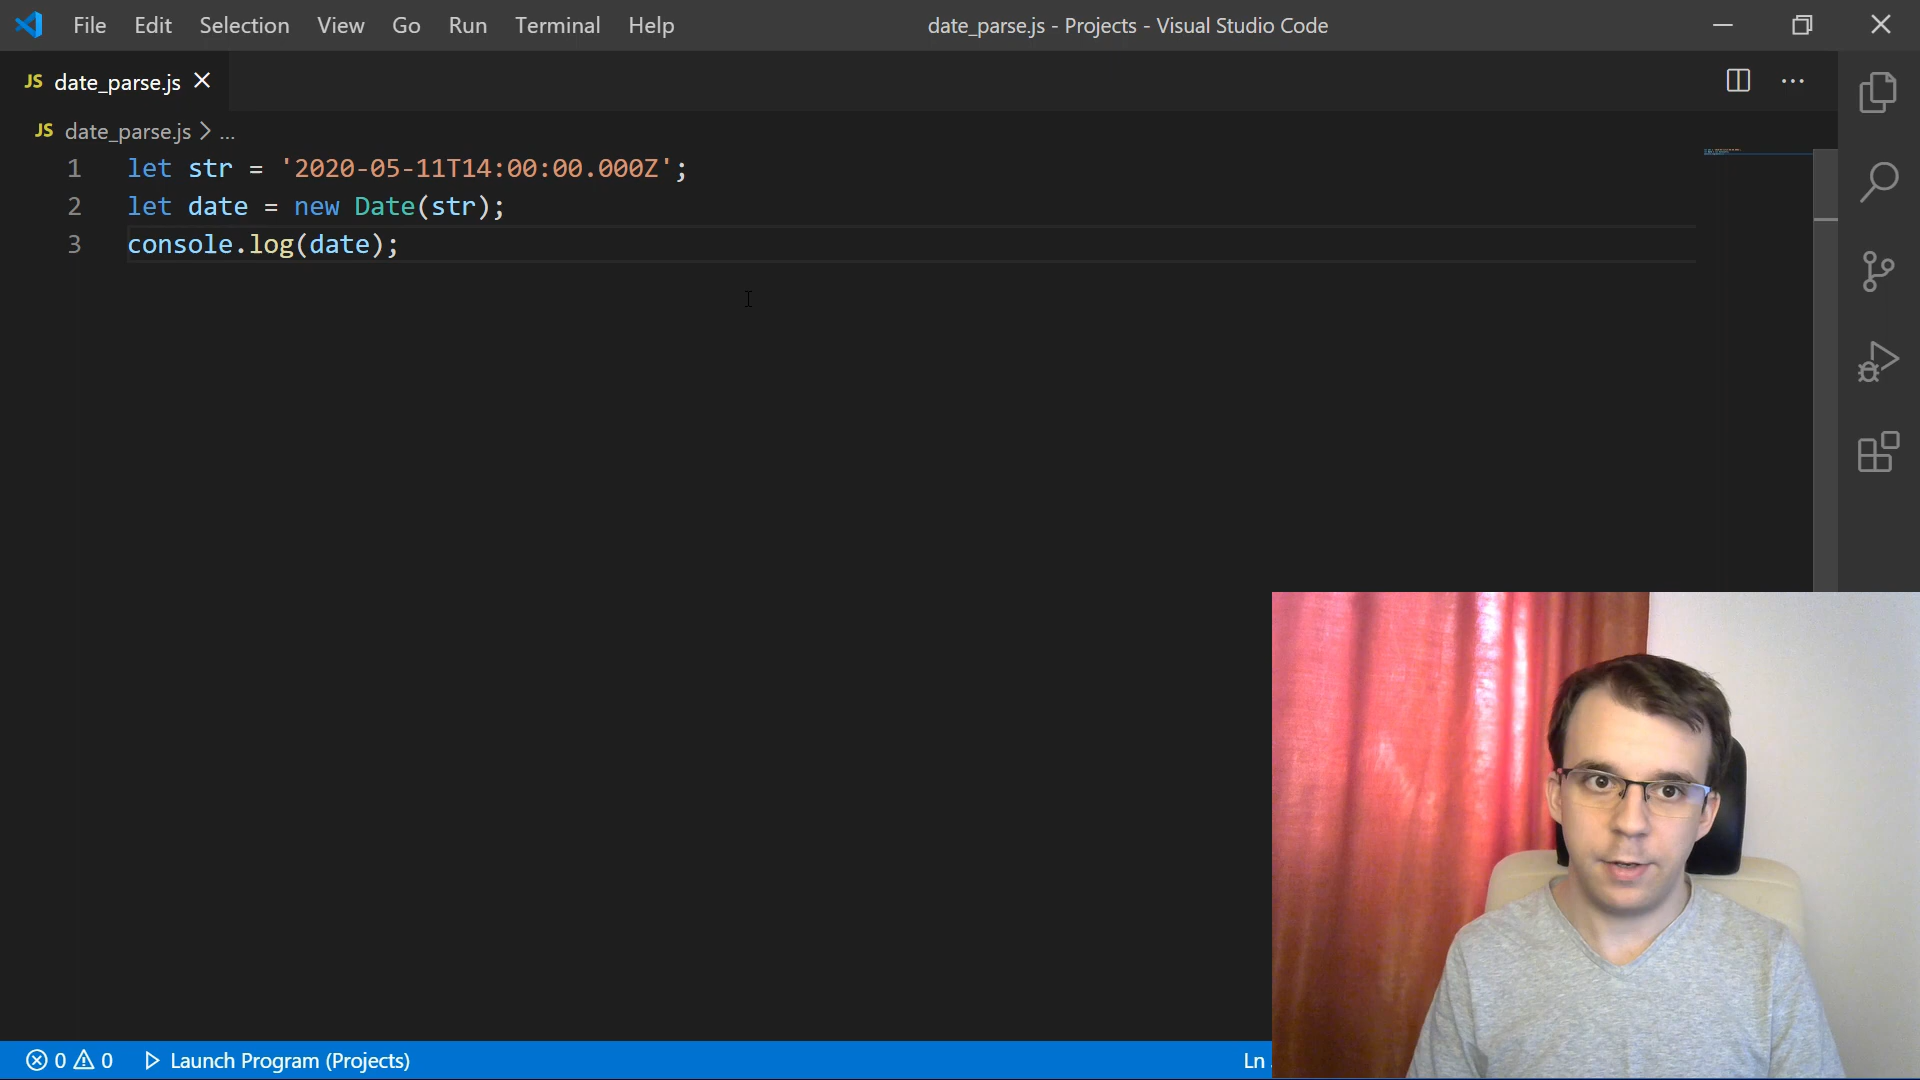 File Edit Selection View Go Run Terminal Help date_parse.js - Projects - Visual Studio Code
JS date_parse.js
JS date_parse.js > ...
1 let str = '2020-05-11T14:00:00.000Z';
2 let date = new Date(str);
3 console.log(date);
0 0 Launch Program (Projects) Ln